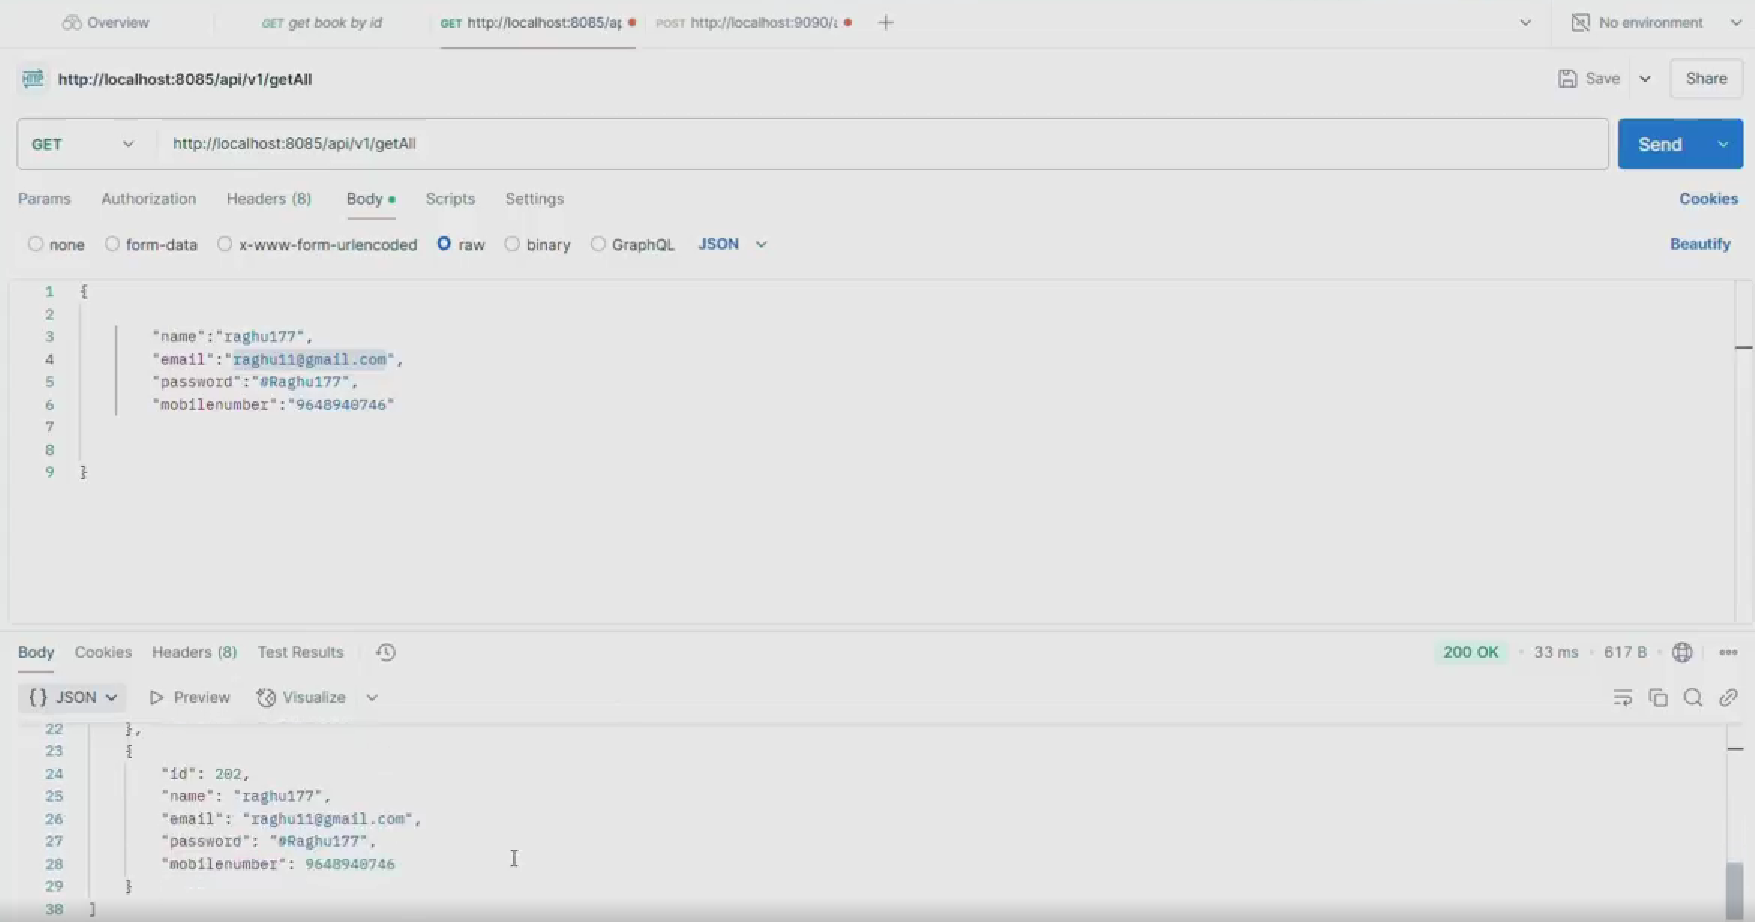 Overview GET get book by id GET http://localhost:8085/ap POST http://localhost:9090/a No environment
HTTP http://localhost:8085/api/v1/getAll Save Share
GET http://localhost:8085/api/v1/getAll Send
Params Authorization Headers (8) Body Scripts Settings Cookies
none form-data x-www-form-urlencoded raw binary GraphQL JSON Beautify
1 {
2
3 "name":"raghu177",
4 "email":"raghu11@gmail.com",
5 "password":"@Raghu177",
6 "mobilenumber":"9648940746"
7
8
9 }
Body Cookies Headers (8) Test Results 200 OK 33 ms 617 B
{} JSON Preview Visualize
22 },
23 {
24 "id": 202,
25 "name": "raghu177",
26 "email": "raghu11@gmail.com",
27 "password": "@Raghu177",
28 "mobilenumber": 9648940746
29 }
30 ]